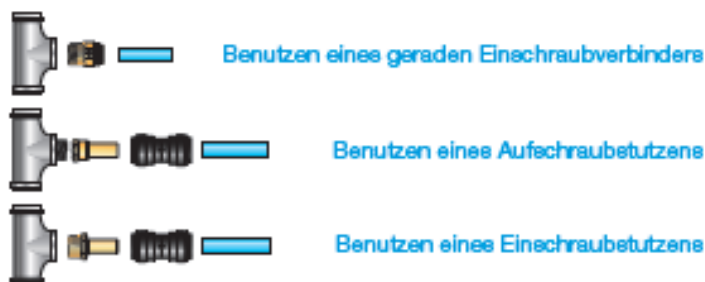 Benutzen eines geraden Einschraubverbinders
Benutzen eines Aufschraubstutzens
Benutzen eines Einschraubstutzens